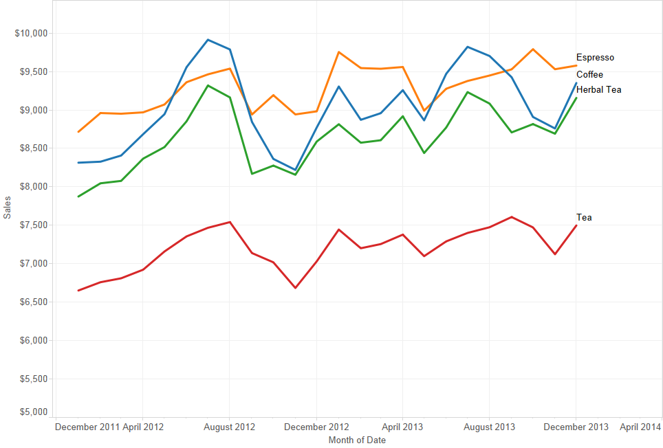 $10,000
$9,500
$9,000
$8,500
$8,000
$7,500
$7,000
$6,500
$6,000
$5,500
$5,000
Sales
Espresso
Coffee
Herbal Tea
Tea
December 2011 April 2012 August 2012 December 2012 April 2013 August 2013 December 2013 April 2014
Month of Date